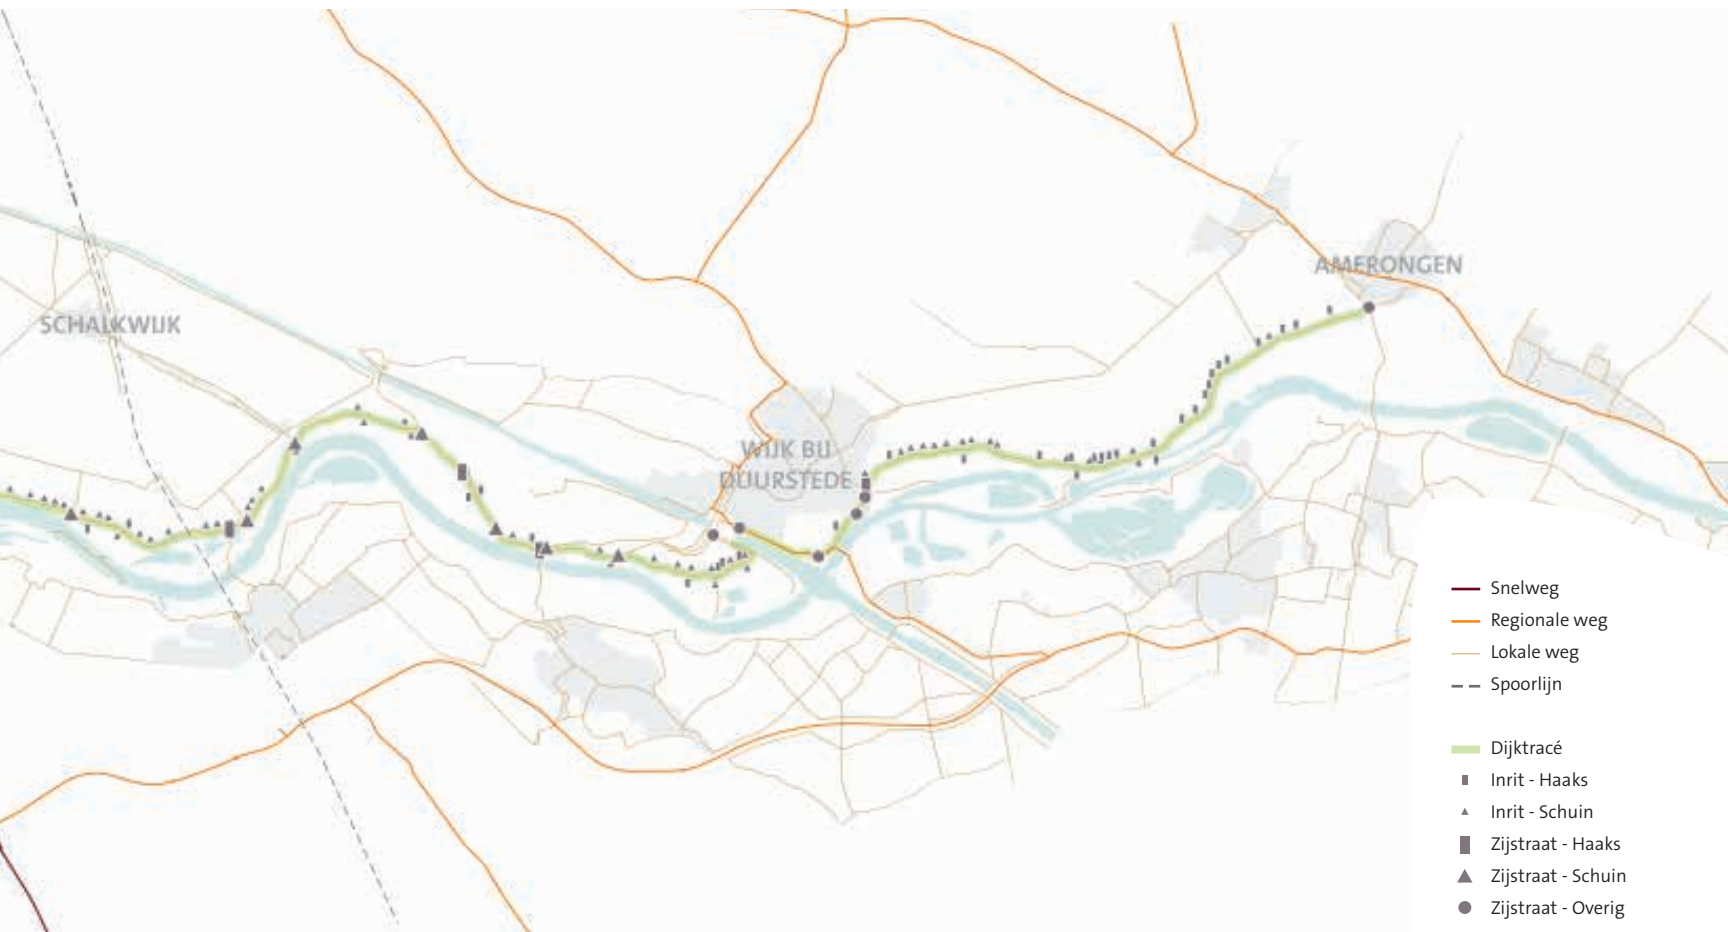 AMERONGEN
SCHALKWIJK
WIJK BIJ
DUURSTEDE
Snelweg
Regionale weg
Lokale weg
Spoorlijn
Dijktracé
Inrit - Haaks
Inrit - Schuin
Zijstraat - Haaks
Zijstraat - Schuin
Zijstraat - Overig